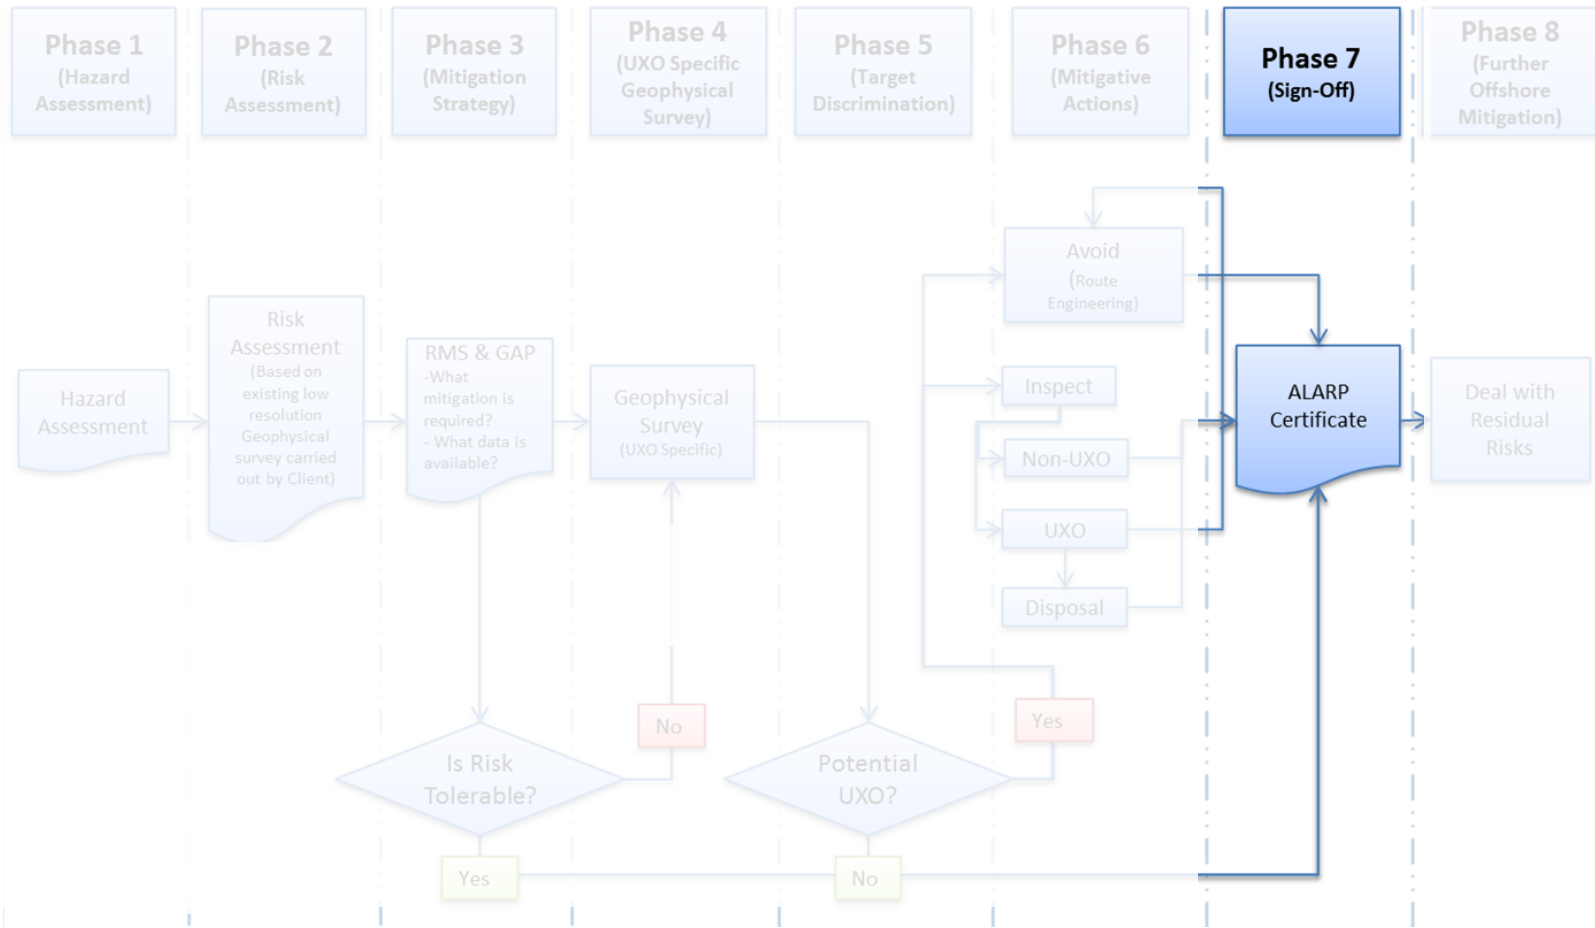 Phase 1
(Hazard
Assessment)
Phase 2
(Risk
Assessment)
Phase 3
(Mitigation
Strategy)
Phase 4
(UXO Specific
Geophysical
Survey)
Phase 5
(Target
Discrimination)
Phase 6
(Mitigative
Actions)
Phase 7
(Sign-Off)
Phase 8
(Further
Offshore
Mitigation)
Hazard
Assessment
Risk
Assessment
(Based on
existing low
resolution
Geophysical
survey carried
out by Client)
RMS & GAP
-What
mitigation is
required?
- What data is
available?
Geophysical
Survey
(UXO Specific)
Avoid
(Route
Engineering)
Inspect
Non-UXO
UXO
Disposal
ALARP
Certificate
Deal with
Residual
Risks
No
Yes
Is Risk
Tolerable?
Potential
UXO?
Yes
No